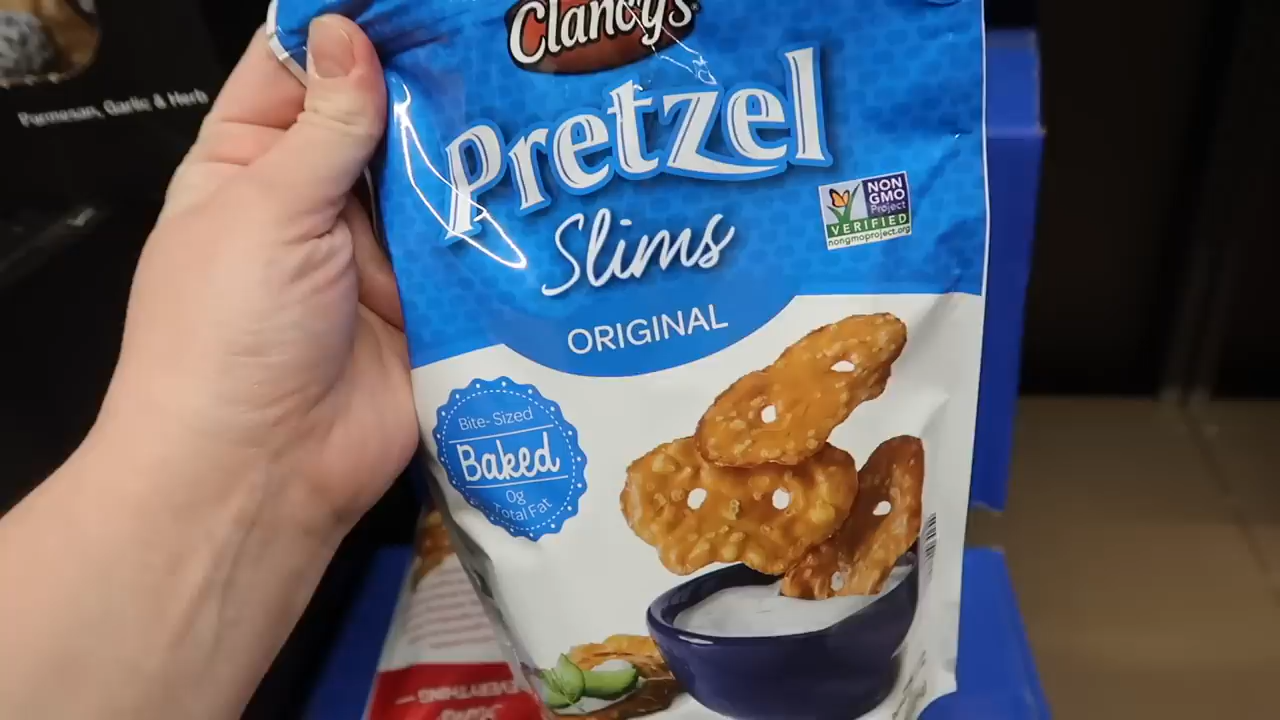 Parmesan, Garlic & Herb
Clancy's
Pretzel
Slims
ORIGINAL
NON
GMO
Project
VERIFIED
nongmoproject.org
Bite-Sized
Baked
0g
Total Fat
EVERYTHING